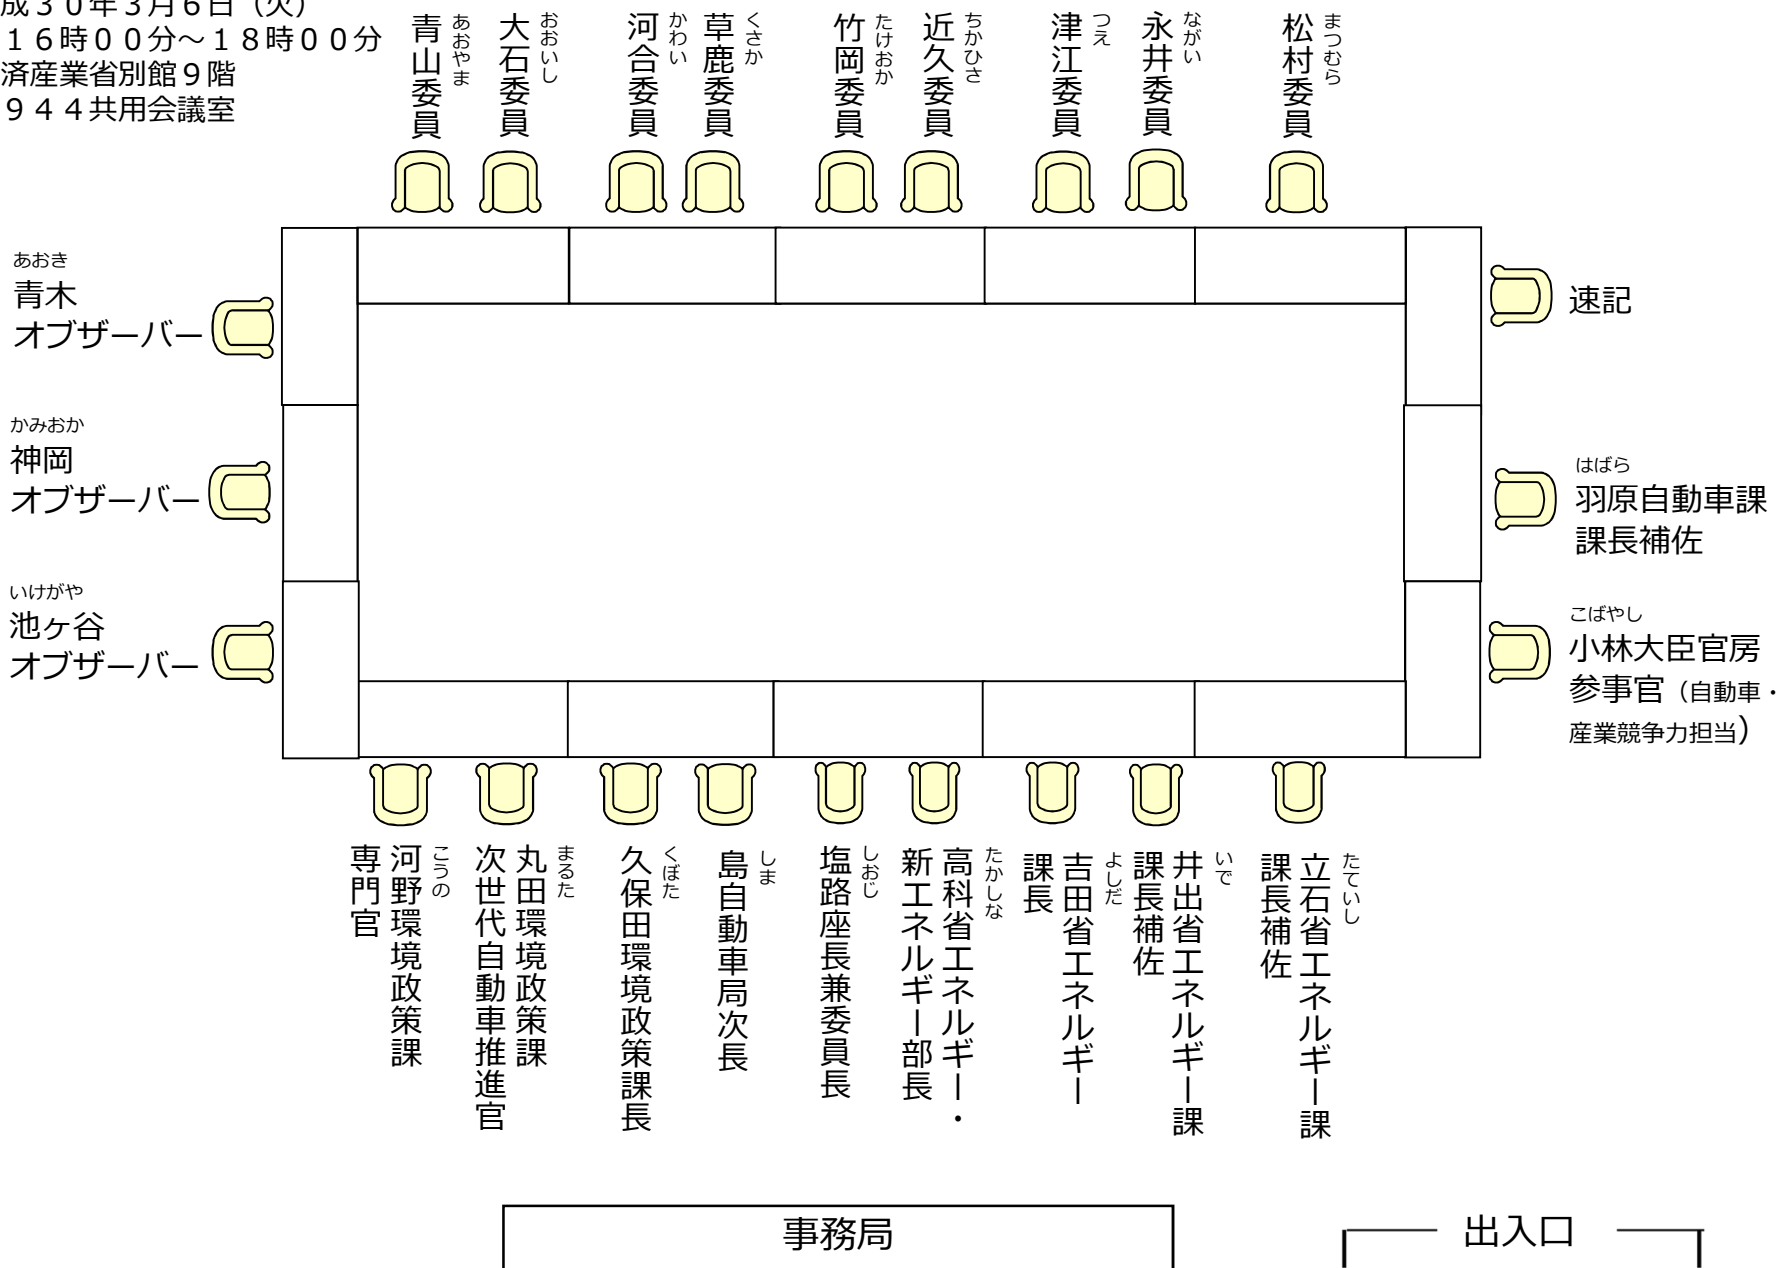 成３０年３月６日（火）
１６時００分～１８時００分
済産業省別館９階
９４４共用会議室
あおやま
青山委員
おおいし
大石委員
かわい
河合委員
くさか
草鹿委員
たけおか
竹岡委員
ちかひさ
近久委員
つえ
津江委員
ながい
永井委員
まつむら
松村委員
あおき
青木
オブザーバー
かみおか
神岡
オブザーバー
いけがや
池ヶ谷
オブザーバー
速記
はばら
羽原自動車課
課長補佐
こばやし
小林大臣官房
参事官（自動車・
産業競争力担当）
こうの
河野環境政策課
専門官
まるた
丸田環境政策課
次世代自動車推進官
くぼた
久保田環境政策課長
しま
島自動車局次長
しおじ
塩路座長兼委員長
たかしな
高科省エネルギー・
新エネルギー部長
よしだ
吉田省エネルギー
課長
いで
井出省エネルギー課
課長補佐
たていし
立石省エネルギー課
課長補佐
事務局
出入口